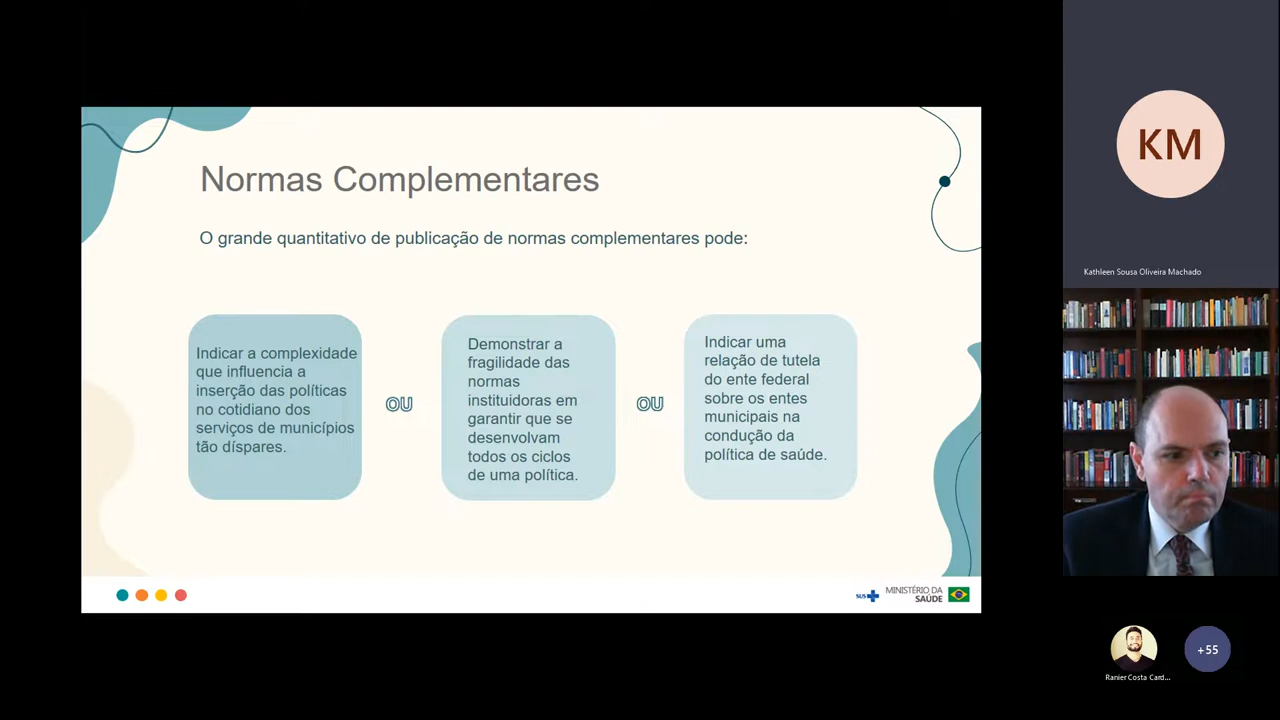 Normas Complementares
O grande quantitativo de publicação de normas complementares pode:
Indicar a complexidade
que influencia a
inserção das políticas
no cotidiano dos
serviços de municípios
tão díspares.
OU
Demonstrar a
fragilidade das
normas
instituidoras em
garantir que se
desenvolvam
todos os ciclos
de uma política.
OU
Indicar uma
relação de tutela
do ente federal
sobre os entes
municipais na
condução da
política de saúde.
SUS
MINISTÉRIO DA
SAÚDE
KM
Kathleen Sousa Oliveira Machado
Ranier Costa Card...
+55